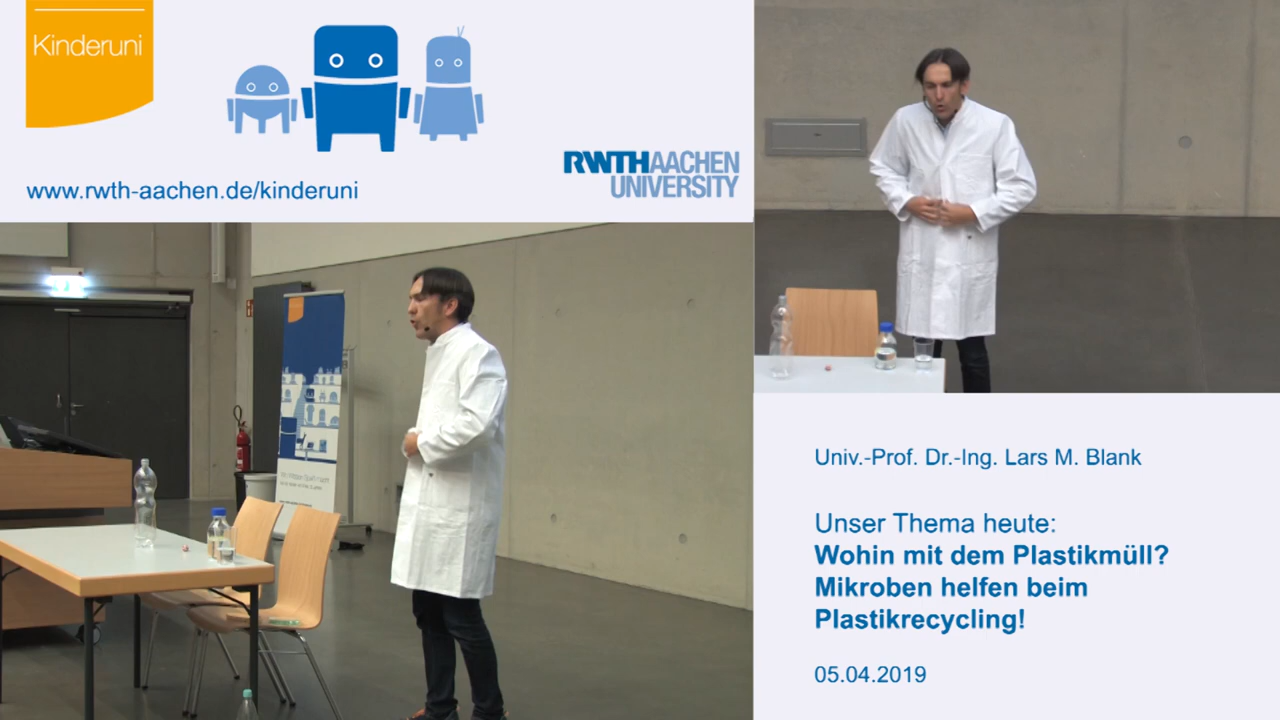 Kinderuni
www.rwth-aachen.de/kinderuni
RWTHAACHEN
UNIVERSITY
Univ.-Prof. Dr.-Ing. Lars M. Blank
Unser Thema heute:
Wohin mit dem Plastikmüll?
Mikroben helfen beim
Plastikrecycling!
05.04.2019